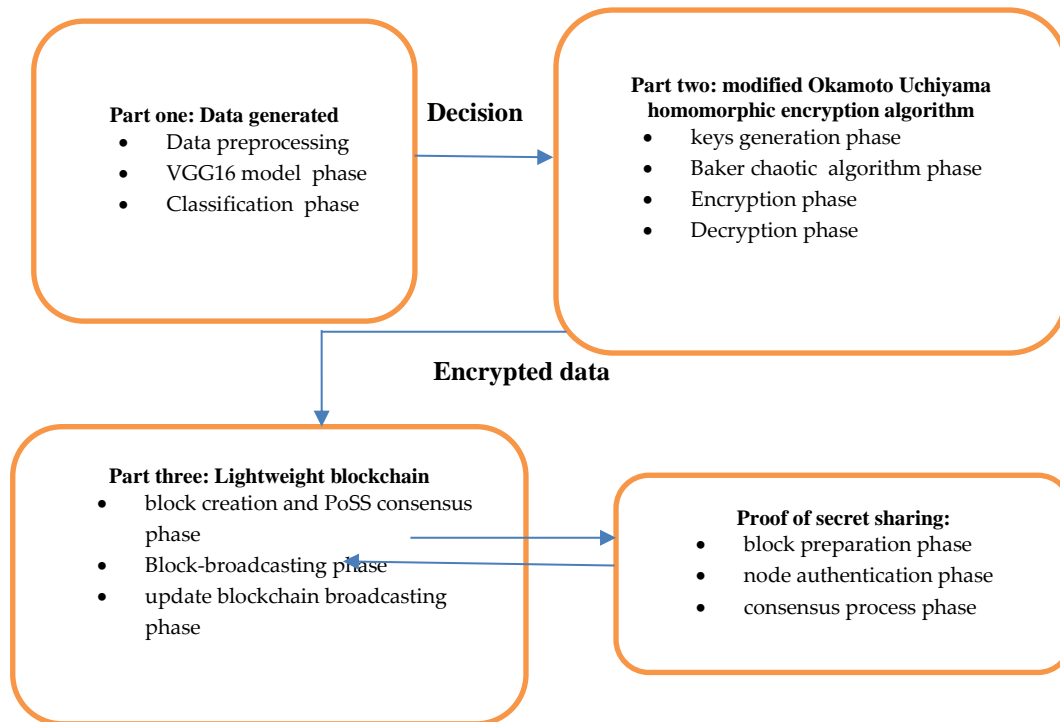 Part one: Data generated
• Data preprocessing
• VGG16 model phase
• Classification phase
Decision
Part two: modified Okamoto Uchiyama
homomorphic encryption algorithm
• keys generation phase
• Baker chaotic algorithm phase
• Encryption phase
• Decryption phase
Encrypted data
Part three: Lightweight blockchain
• block creation and PoSS consensus
phase
• Block-broadcasting phase
• update blockchain broadcasting
phase
Proof of secret sharing:
• block preparation phase
• node authentication phase
• consensus process phase